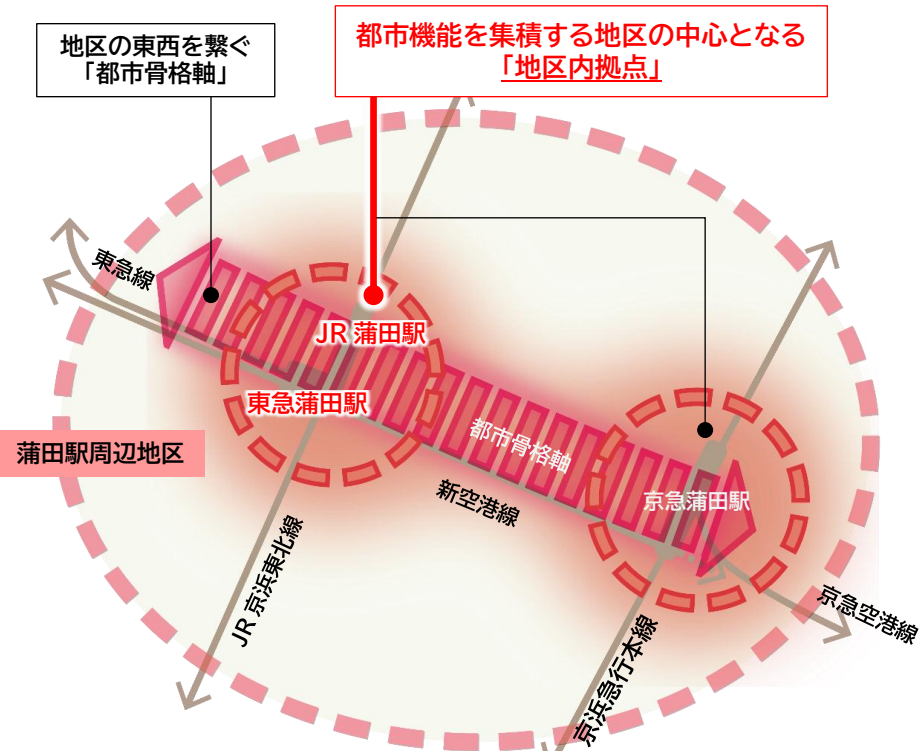 地区の東西を繋ぐ
「都市骨格軸」
都市機能を集積する地区の中心となる
「地区内拠点」
東急線
JR 蒲田駅
東急蒲田駅
都市骨格軸
蒲田駅周辺地区
新空港線
京急蒲田駅
JR 京浜東北線
京浜急行本線
京急空港線